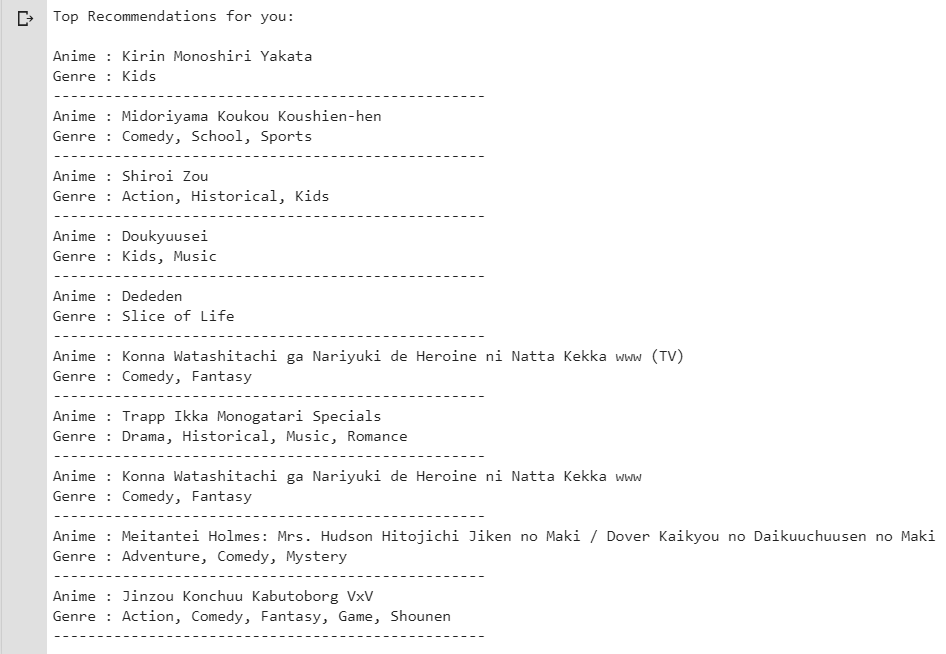 Top Recommendations for you:
Anime : Kirin Monoshiri Yakata
Genre : Kids
--------------------------------------------------
Anime : Midoriyama Koukou Koushien-hen
Genre : Comedy, School, Sports
--------------------------------------------------
Anime : Shiroi Zou
Genre : Action, Historical, Kids
--------------------------------------------------
Anime : Doukyuusei
Genre : Kids, Music
--------------------------------------------------
Anime : Dededen
Genre : Slice of Life
--------------------------------------------------
Anime : Konna Watashitachi ga Nariyuki de Heroine ni Natta Kekka www (TV)
Genre : Comedy, Fantasy
--------------------------------------------------
Anime : Trapp Ikka Monogatari Specials
Genre : Drama, Historical, Music, Romance
--------------------------------------------------
Anime : Konna Watashitachi ga Nariyuki de Heroine ni Natta Kekka www
Genre : Comedy, Fantasy
--------------------------------------------------
Anime : Meitantei Holmes: Mrs. Hudson Hitojichi Jiken no Maki / Dover Kaikyou no Daikuuchuusen no Maki
Genre : Adventure, Comedy, Mystery
--------------------------------------------------
Anime : Jinzou Konchuu Kabutoborg VxV
Genre : Action, Comedy, Fantasy, Game, Shounen
--------------------------------------------------